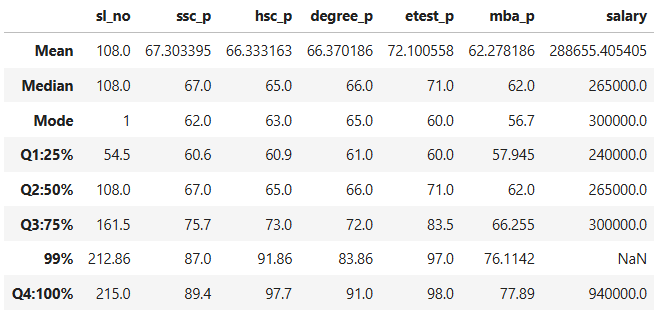 sl_no ssc_p hsc_p degree_p etest_p mba_p salary
Mean 108.0 67.303395 66.333163 66.370186 72.100558 62.278186 288655.405405
Median 108.0 67.0 65.0 66.0 71.0 62.0 265000.0
Mode 1 62.0 63.0 65.0 60.0 56.7 300000.0
Q1:25% 54.5 60.6 60.9 61.0 60.0 57.945 240000.0
Q2:50% 108.0 67.0 65.0 66.0 71.0 62.0 265000.0
Q3:75% 161.5 75.7 73.0 72.0 83.5 66.255 300000.0
99% 212.86 87.0 91.86 83.86 97.0 76.1142 NaN
Q4:100% 215.0 89.4 97.7 91.0 98.0 77.89 940000.0